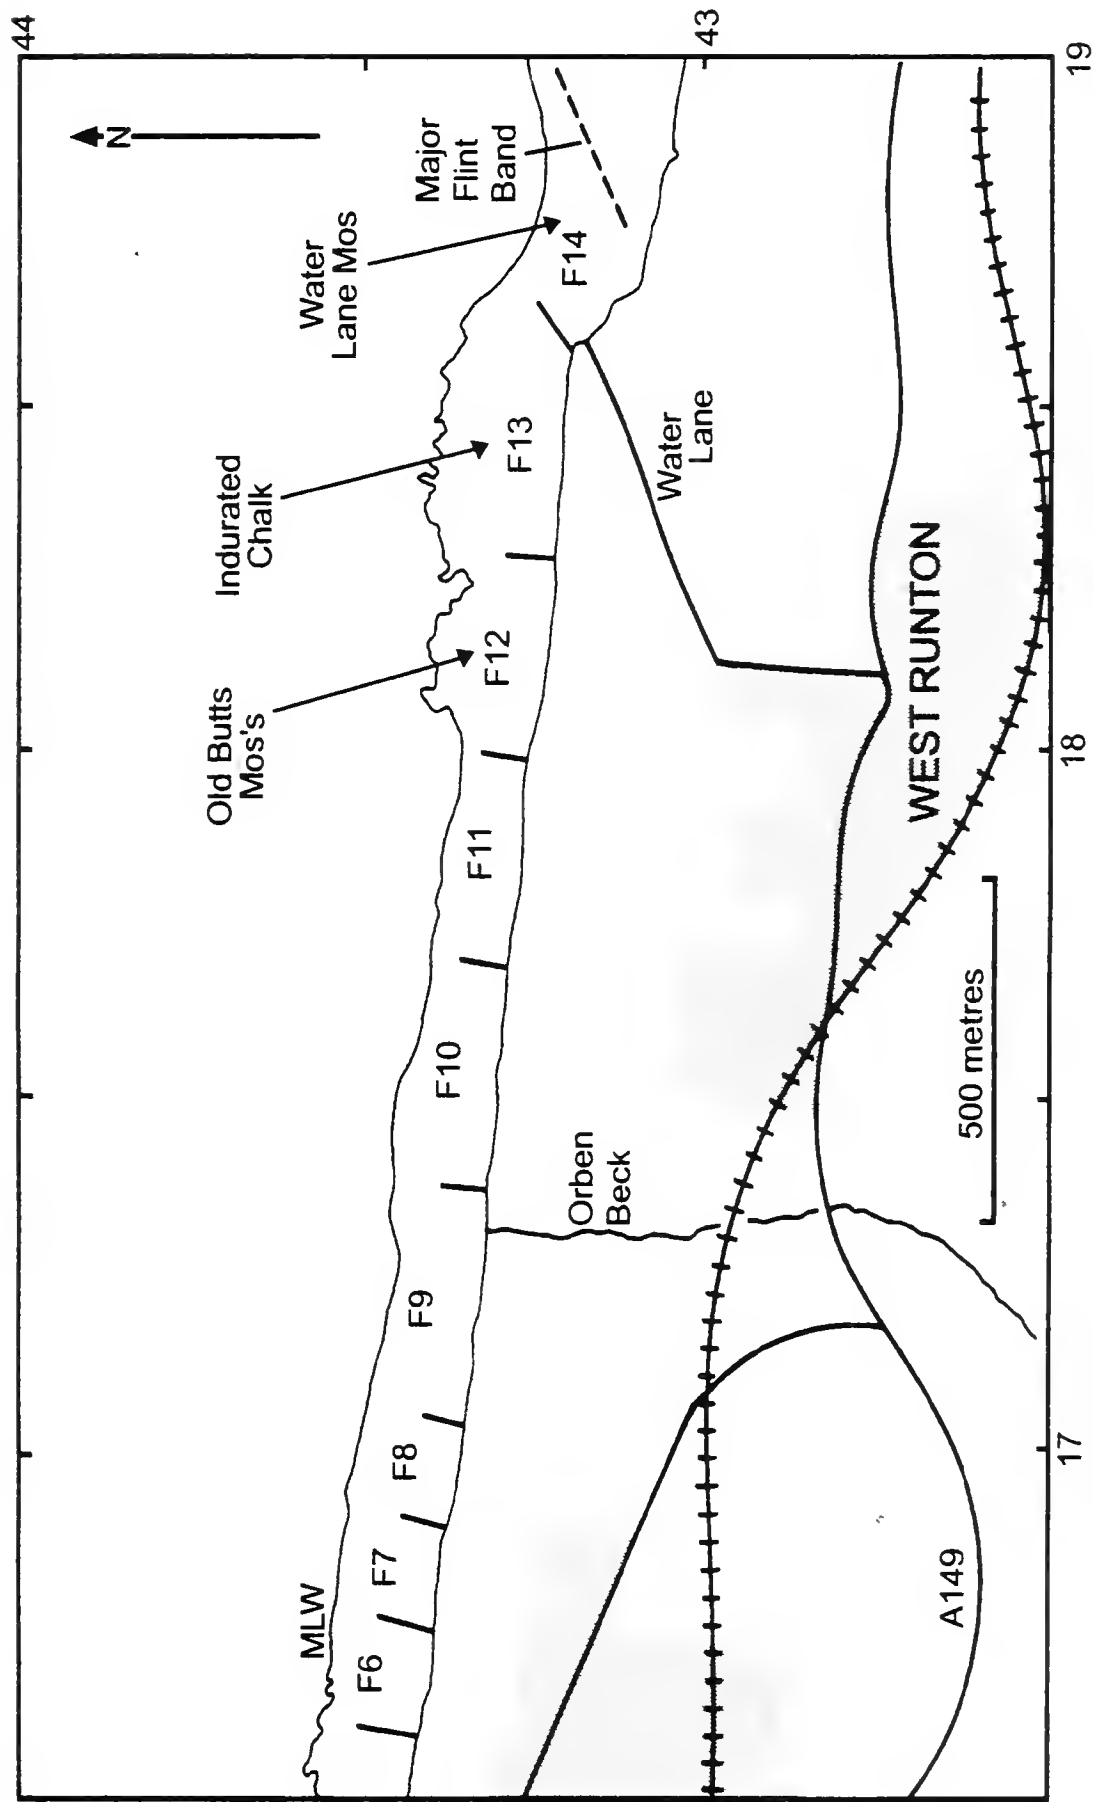 44
N
43
19
Major
Flint
Band
Water
Lane Mos
F14
Indurated
Chalk
F13
Water
Lane
Old Butts
Mos's
F12
WEST RUNTON
18
F11
F10
500 metres
Orben
Beck
F9
F8
17
MLW
F7
F6
A149